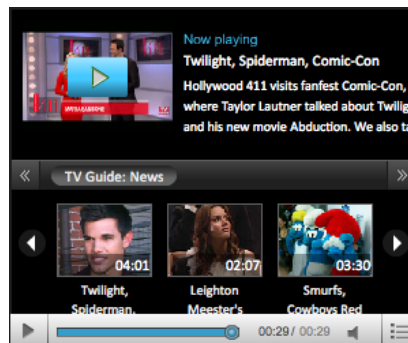 Now playing
Twilight, Spiderman, Comic-Con
Hollywood 411 visits fanfest Comic-Con,
where Taylor Lautner talked about Twilig
and his new movie Abduction. We also ta
TV Guide: News
04:01
02:07
03:30
Twilight,
Spiderman,
Leighton
Meester's
Smurfs,
Cowboys Red
00:29 / 00:29